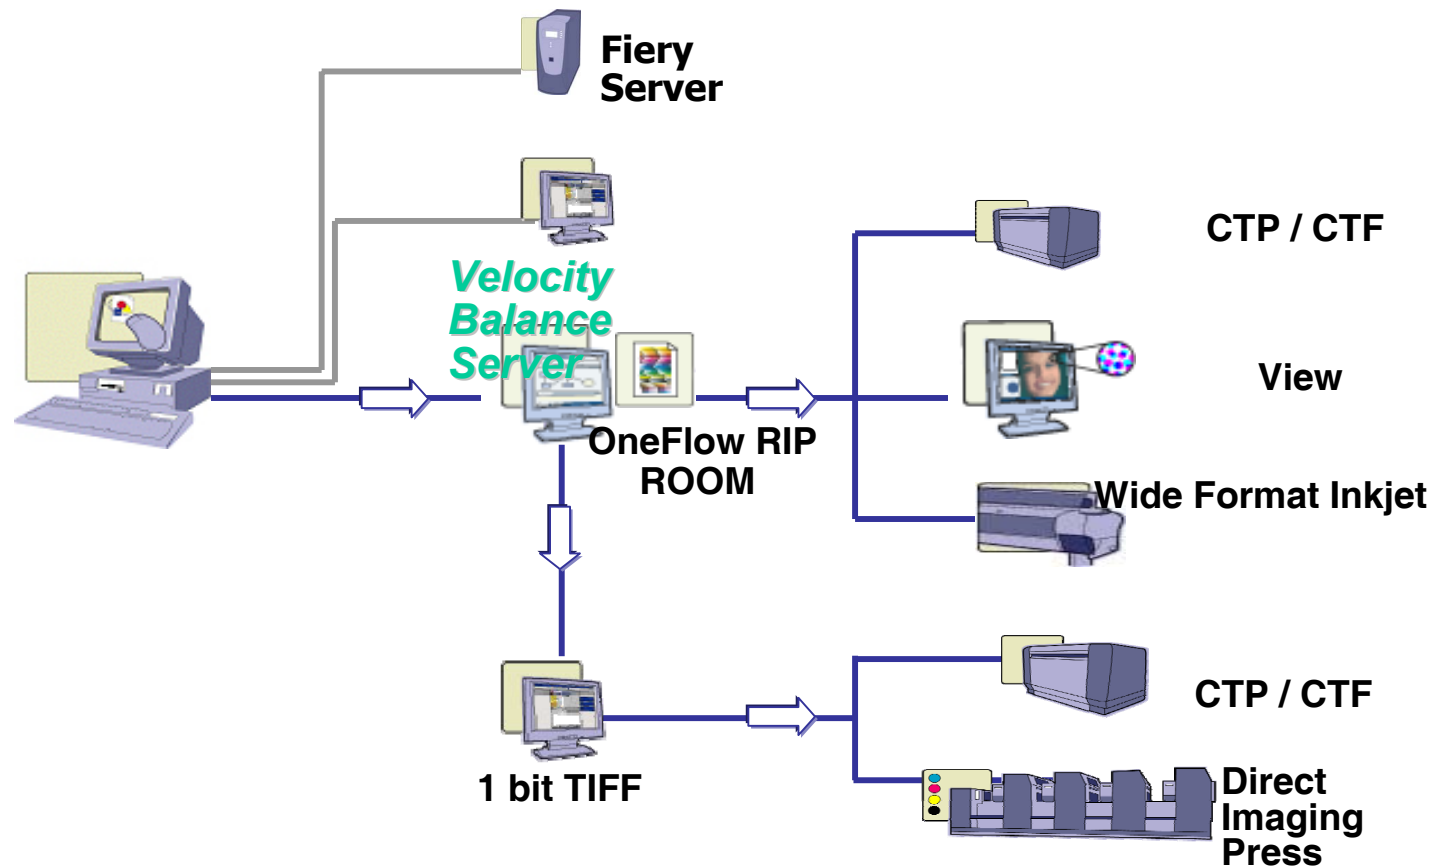 Fiery
Server
Velocity
Balance
Server
CTP / CTF
View
OneFlow RIP
ROOM
Wide Format Inkjet
1 bit TIFF
CTP / CTF
Direct
Imaging
Press